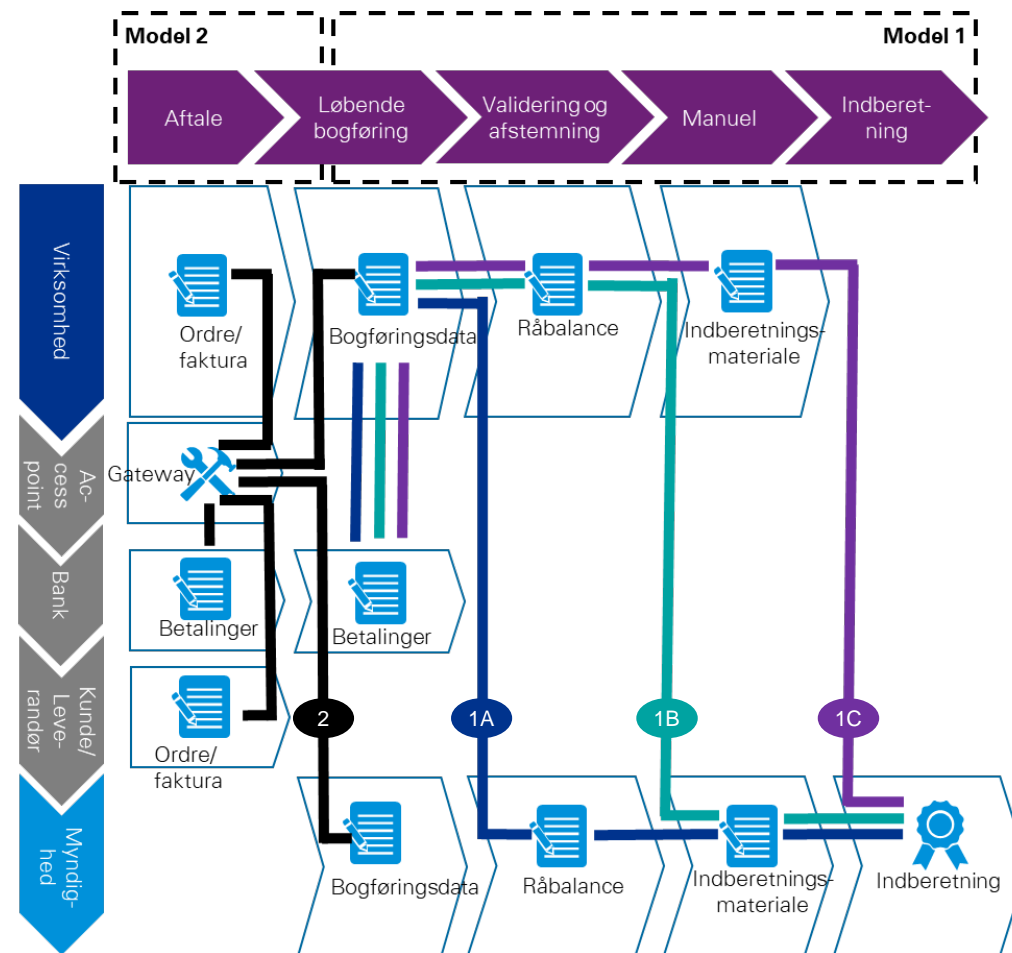 Model 2
Model 1
Aftale
Løbende
bogføring
Validering og
afstemning
Manuel
Indberet-
ning
Virksomhed
Ordre/
faktura
Bogføringsdata
Råbalance
Indberetnings-
materiale
Ac-
cess
point
Gateway
Bank
Betalinger
Betalinger
Kunde/
Leve-
randør
Ordre/
faktura
2
1A
1B
1C
Myndig-
hed
Bogføringsdata
Råbalance
Indberetnings-
materiale
Indberetning